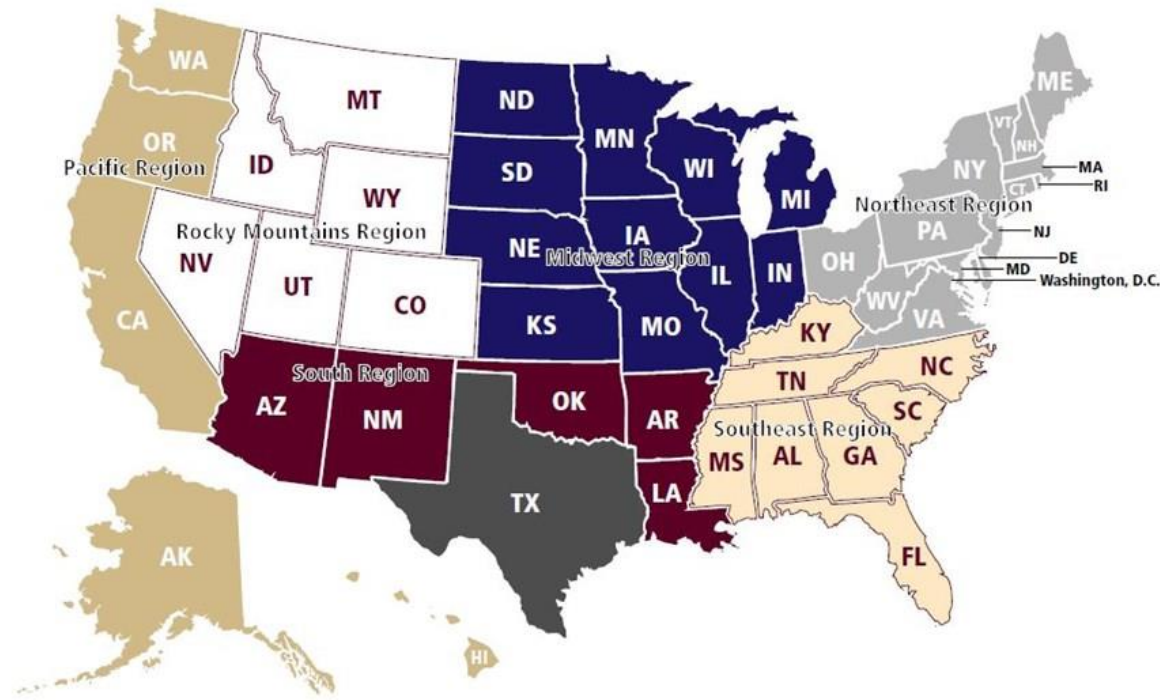 WA
MT
ND
MN
ME
VT
NH
OR
Pacific Region
ID
SD
WI
NY
MA
MI
CT
RI
WY
Northeast Region
Rocky Mountains Region
NE
IA
PA
NJ
Midwest Region
NV
UT
CO
IL
IN
OH
DE
MD
Washington, D.C.
WV
VA
CA
KS
MO
KY
NC
TN
South Region
AZ
NM
OK
AR
SC
Southeast Region
MS
AL
GA
LA
TX
FL
AK
HI